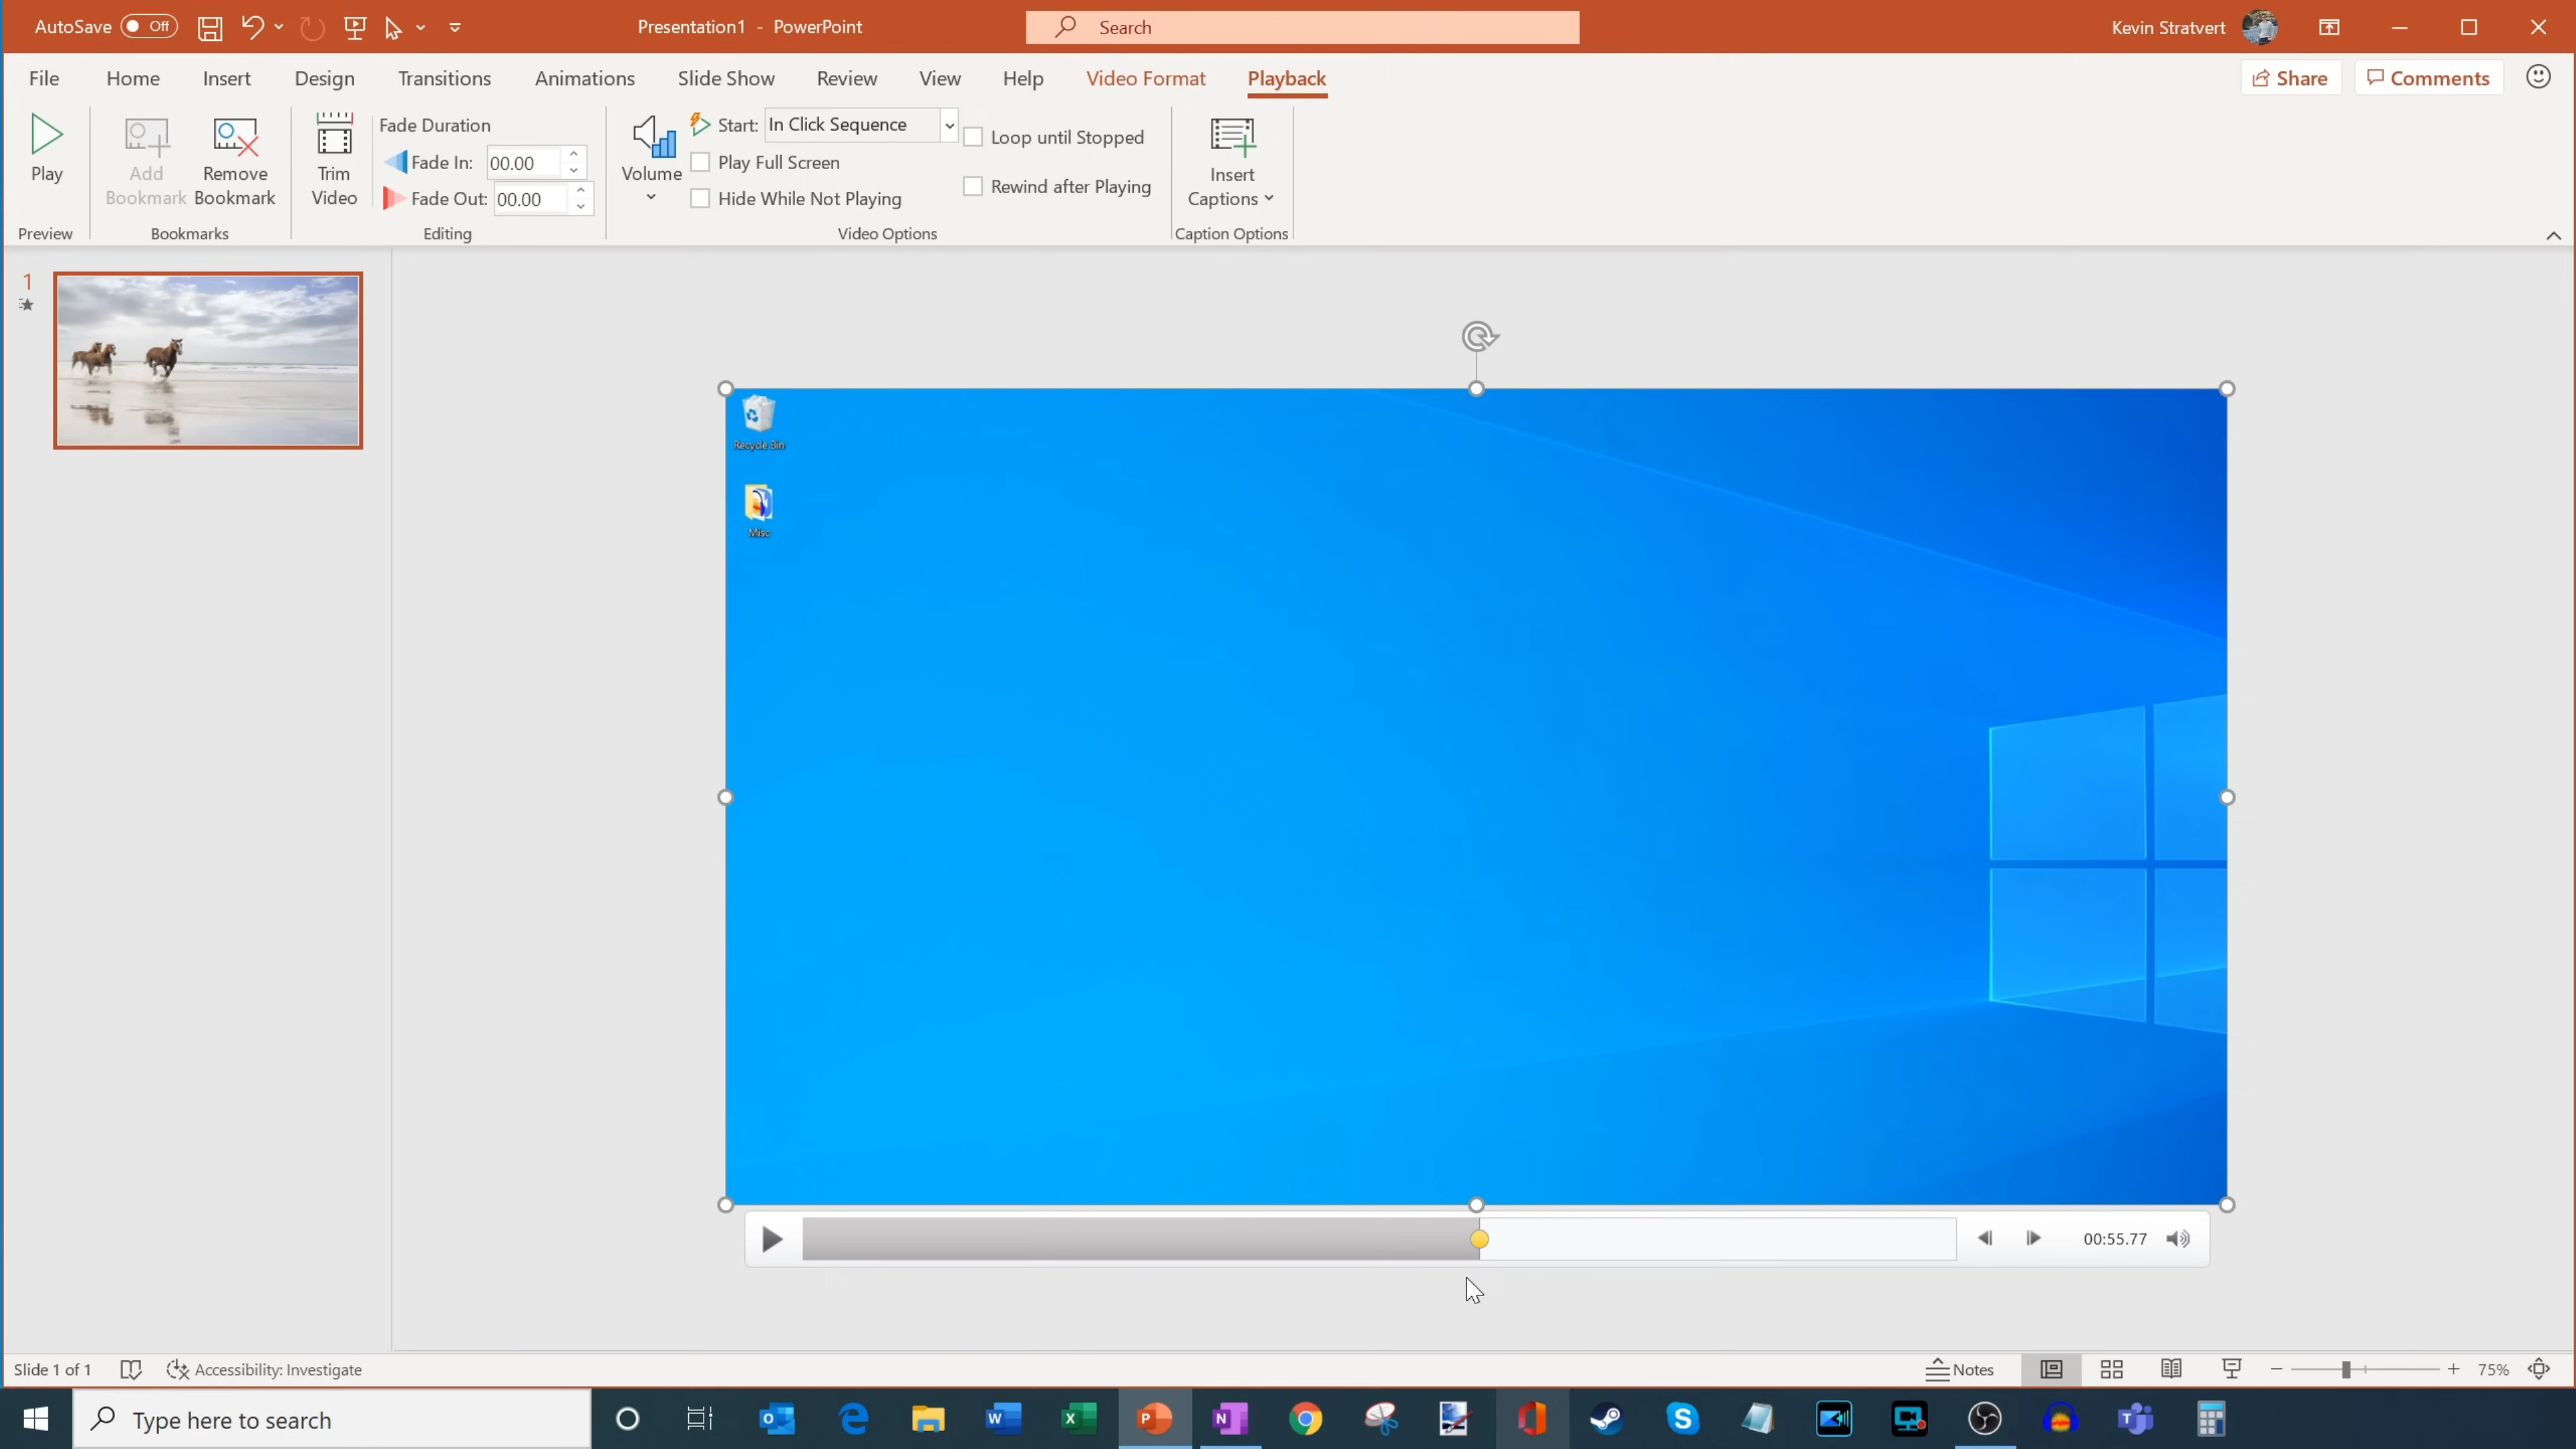 AutoSave Off
Presentation1 - PowerPoint
Search
Kevin Stratvert
File Home Insert Design Transitions Animations Slide Show Review View Help Video Format Playback
Share Comments
Play
Preview
Add Bookmark
Remove Bookmark
Bookmarks
Trim Video
Fade Duration
Fade In: 00.00
Fade Out: 00.00
Editing
Volume
Start: In Click Sequence
Play Full Screen
Hide While Not Playing
Loop until Stopped
Rewind after Playing
Video Options
Insert Captions
Caption Options
1
Recycle Bin
Misc
00:55.77
Slide 1 of 1
Accessibility: Investigate
Notes
75%
Type here to search